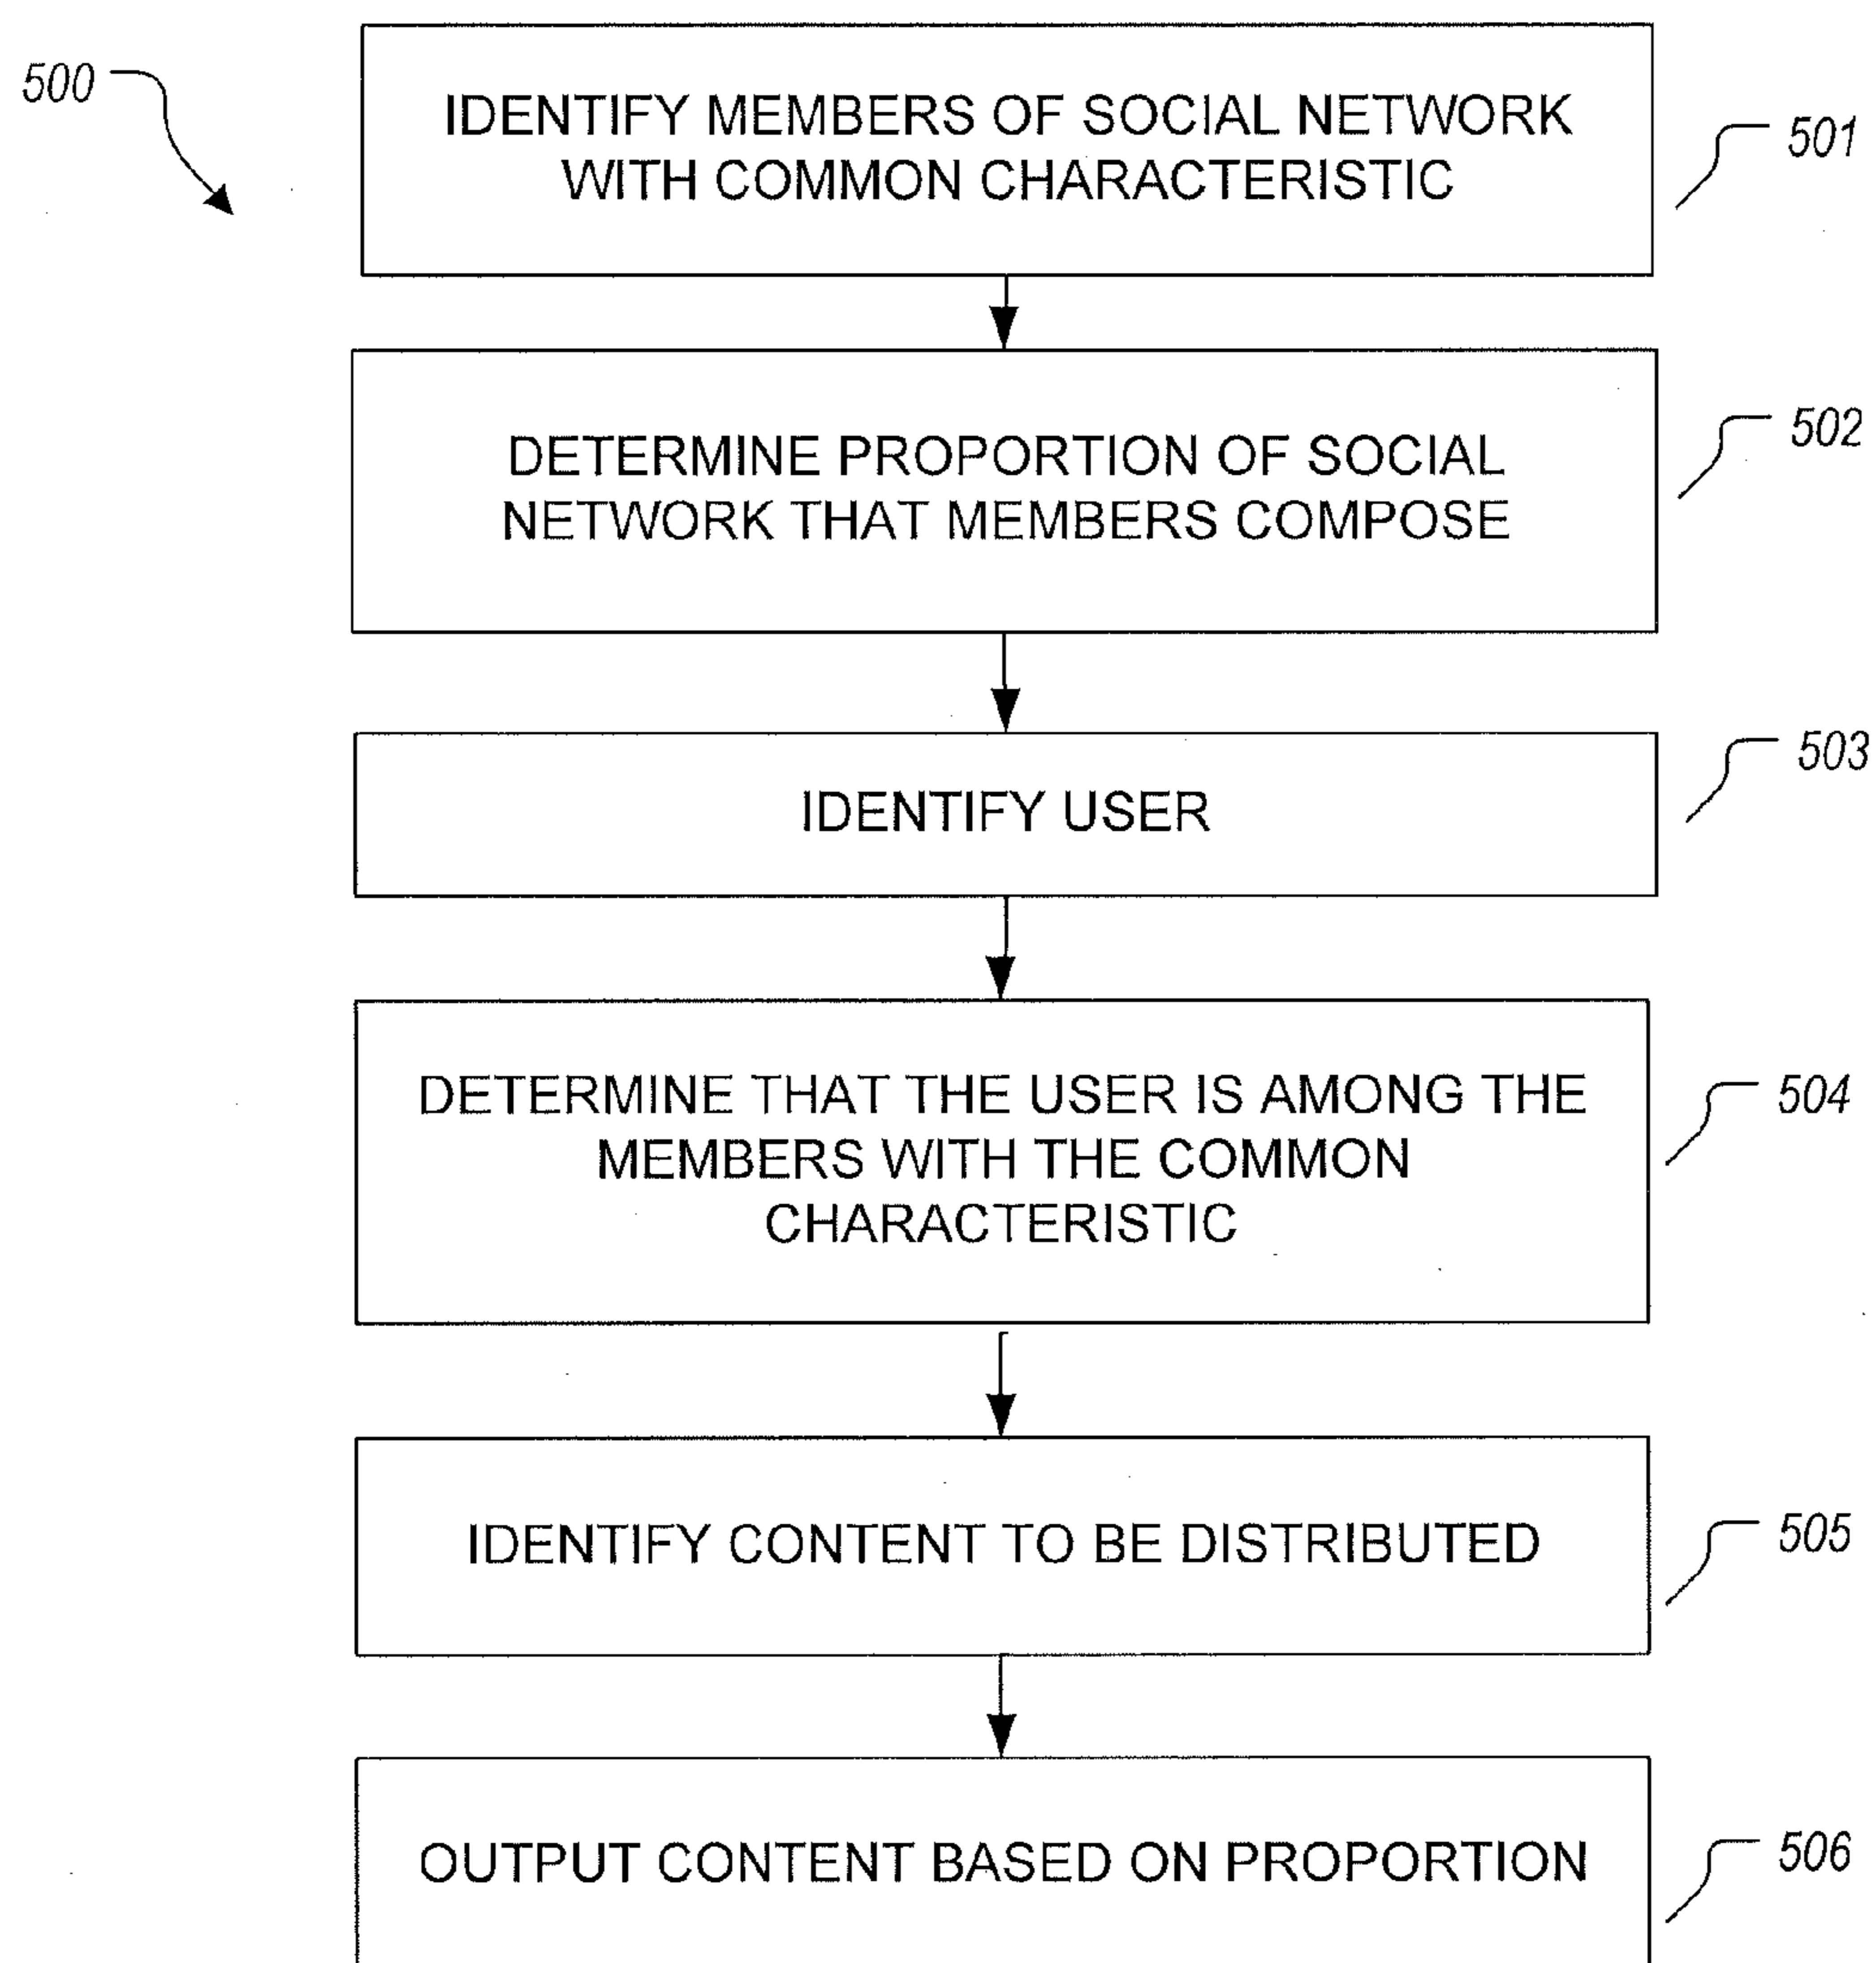 500
IDENTIFY MEMBERS OF SOCIAL NETWORK
WITH COMMON CHARACTERISTIC
501
DETERMINE PROPORTION OF SOCIAL
NETWORK THAT MEMBERS COMPOSE
502
IDENTIFY USER
503
DETERMINE THAT THE USER IS AMONG THE
MEMBERS WITH THE COMMON
CHARACTERISTIC
504
IDENTIFY CONTENT TO BE DISTRIBUTED
505
OUTPUT CONTENT BASED ON PROPORTION
506